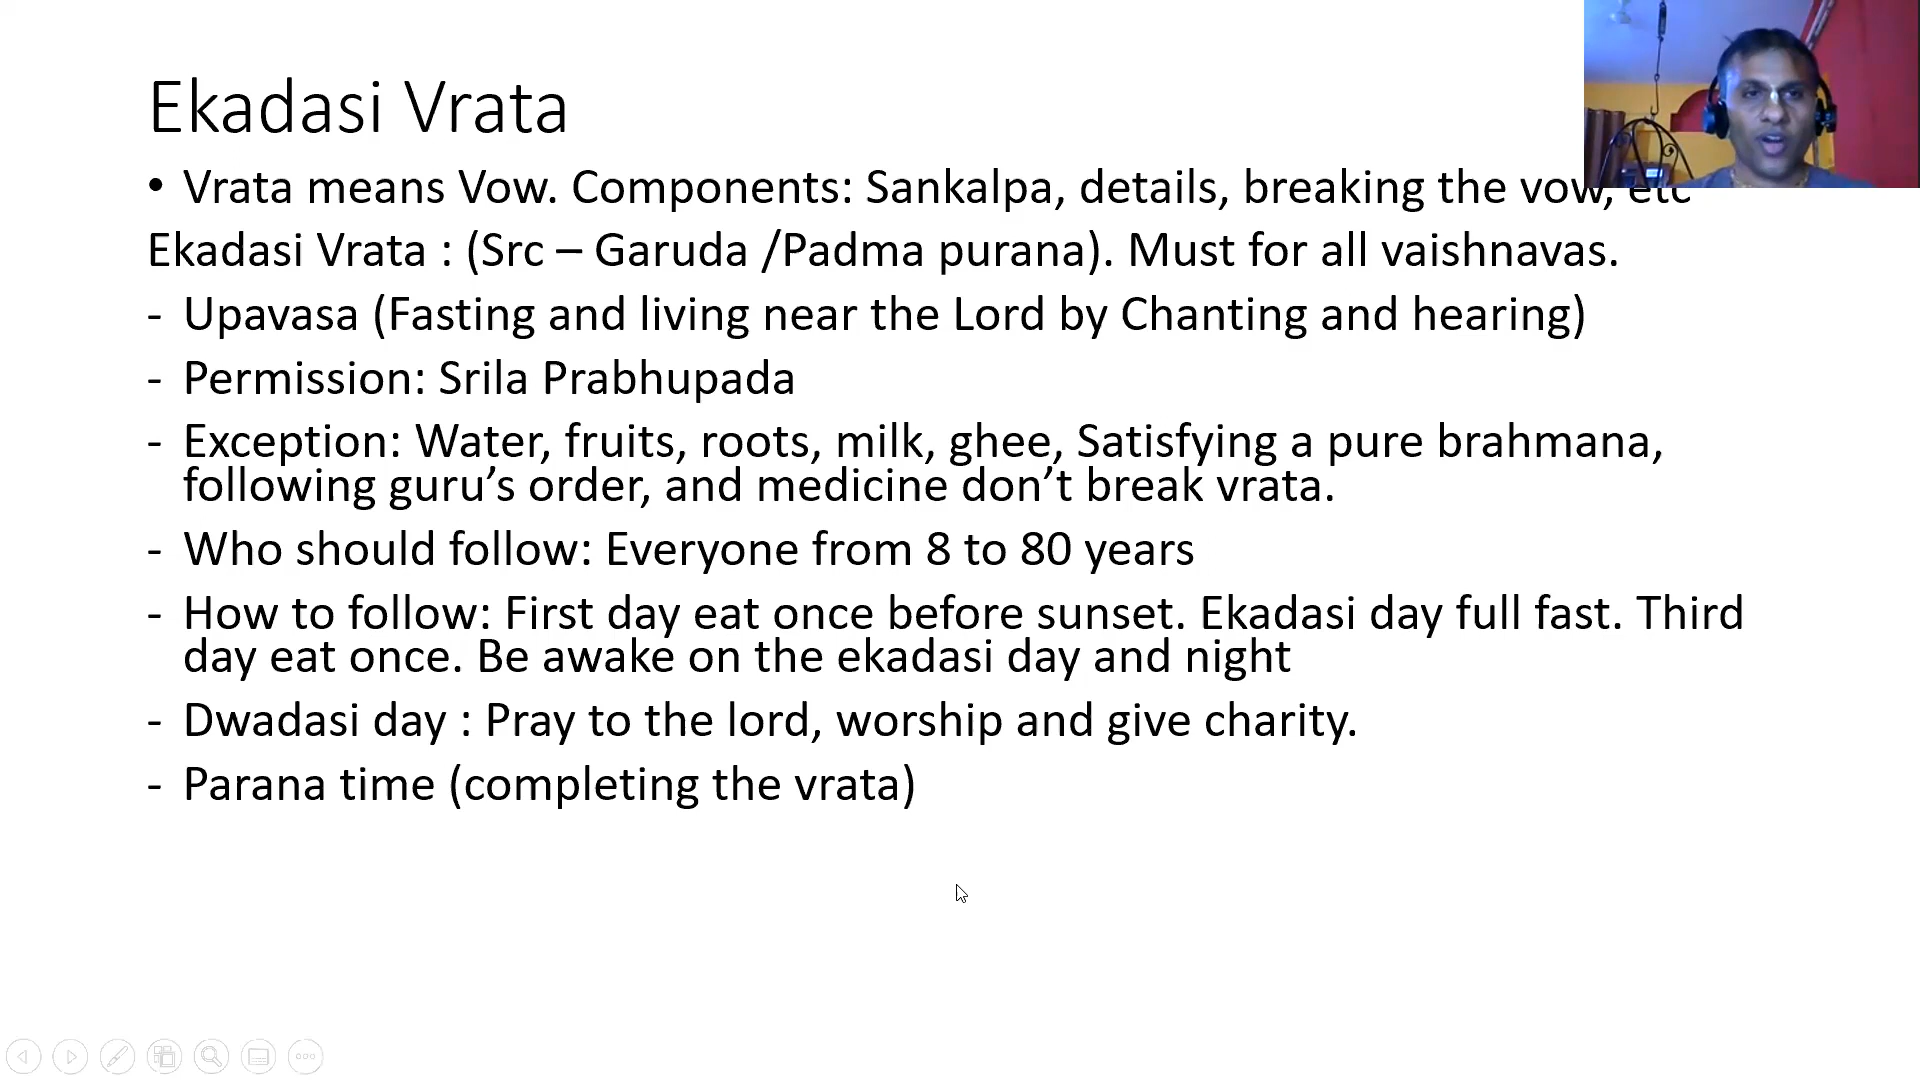 Ekadasi Vrata
• Vrata means Vow. Components: Sankalpa, details, breaking the vow, etc
Ekadasi Vrata : (Src – Garuda /Padma purana). Must for all vaishnavas.
- Upavasa (Fasting and living near the Lord by Chanting and hearing)
- Permission: Srila Prabhupada
- Exception: Water, fruits, roots, milk, ghee, Satisfying a pure brahmana,
following guru’s order, and medicine don’t break vrata.
- Who should follow: Everyone from 8 to 80 years
- How to follow: First day eat once before sunset. Ekadasi day full fast. Third
day eat once. Be awake on the ekadasi day and night
- Dwadasi day : Pray to the lord, worship and give charity.
- Parana time (completing the vrata)